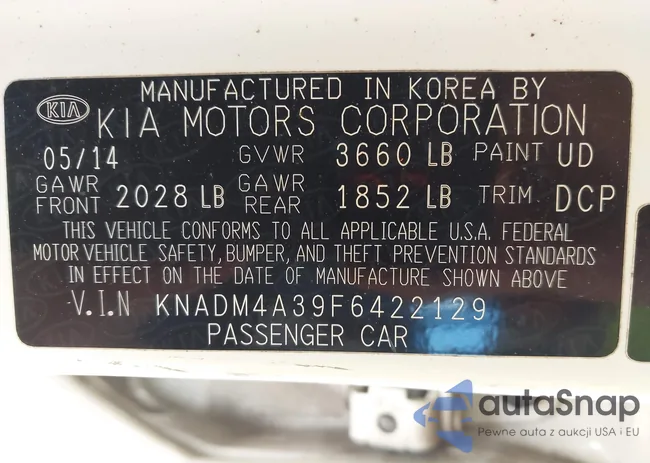 MANUFACTURED IN KOREA BY
KIA KIA MOTORS CORPORATION
05/14 GVWR 3660 LB PAINT UD
GAWR FRONT 2028 LB GAWR REAR 1852 LB TRIM DCP
THIS VEHICLE CONFORMS TO ALL APPLICABLE U.S.A. FEDERAL
MOTOR VEHICLE SAFETY, BUMPER, AND THEFT PREVENTION STANDARDS
IN EFFECT ON THE DATE OF MANUFACTURE SHOWN ABOVE
V.I.N KNADM4A39F6422129
PASSENGER CAR
autoSnap
Pewne auta z aukcji USA i EU